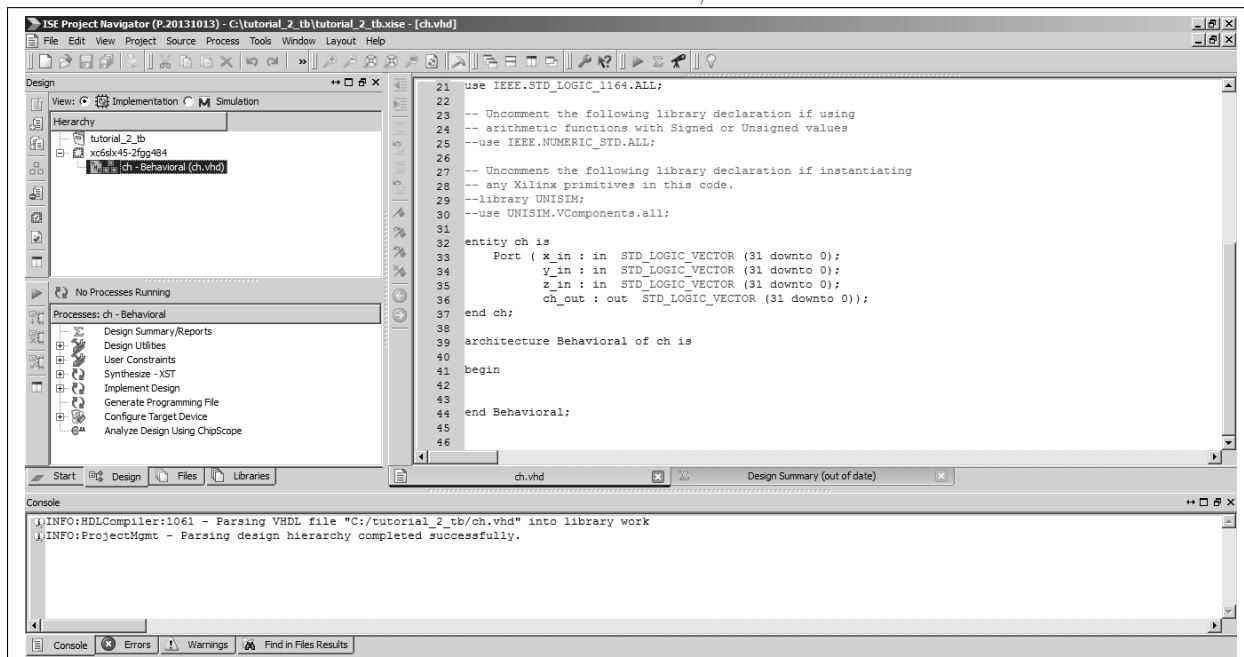 ISE Project Navigator (P.20131013) - C:\tutorial_2_tb\tutorial_2_tb.xise - [ch.vhd]
File Edit View Project Source Process Tools Window Layout Help
Design
View: Implementation Simulation
Hierarchy
tutorial_2_tb
xc6slx45-2fgg484
ch - Behavioral (ch.vhd)
No Processes Running
Processes: ch - Behavioral
Design Summary/Reports
Design Utilities
User Constraints
Synthesize - XST
Implement Design
Generate Programming File
Configure Target Device
Analyze Design Using ChipScope
Start Design Files Libraries
21 use IEEE.STD_LOGIC_1164.ALL;
22
23 -- Uncomment the following library declaration if using
24 -- arithmetic functions with Signed or Unsigned values
25 --use IEEE.NUMERIC_STD.ALL;
26
27 -- Uncomment the following library declaration if instantiating
28 -- any Xilinx primitives in this code.
29 --library UNISIM;
30 --use UNISIM.VComponents.all;
31
32 entity ch is
33 Port ( x_in : in STD_LOGIC_VECTOR (31 downto 0);
34 y_in : in STD_LOGIC_VECTOR (31 downto 0);
35 z_in : in STD_LOGIC_VECTOR (31 downto 0);
36 ch_out : out STD_LOGIC_VECTOR (31 downto 0));
37 end ch;
38
39 architecture Behavioral of ch is
40
41 begin
42
43
44 end Behavioral;
45
46
ch.vhd Design Summary (out of date)
Console
INFO:HDLCompiler:1061 - Parsing VHDL file "C:/tutorial_2_tb/ch.vhd" into library work
INFO:ProjectMgmt - Parsing design hierarchy completed successfully.
Console Errors Warnings Find in Files Results